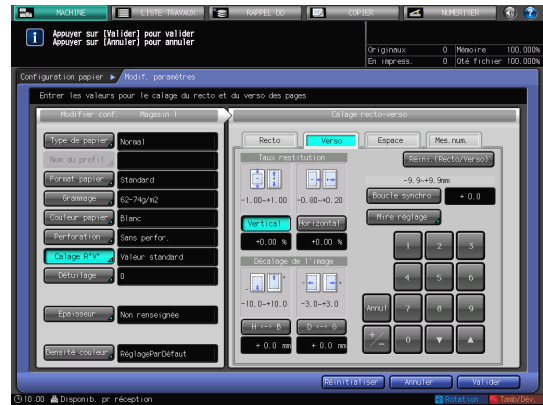 MACHINE
LISTE TRAVAUX
RAPPEL DD
COPIER
NUMERISER
Appuyer sur [Valider] pour valider
Appuyer sur [Annuler] pour annuler
Originaux 0 Mémoire 100.000%
En impress. 0 Qté fichier 100.000%
Configuration papier ▶ Modif. paramètres
Entrer les valeurs pour le calage du recto et du verso des pages
Modifier conf. Magasin 1
Calage recto-verso
Type de papier Normal
Nom du profil
Format papier Standard
Grammage 62-74g/m2
Couleur papier Blanc
Perforation Sans perfor.
Calage R°V° Valeur standard
Détuilage 0
Epaisseur Non renseignée
Densité couleur RéglageParDéfaut
Recto Verso Espace Mes.num.
Taux restitution
-1.00~+1.00 -0.80~+0.20
Vertical Horizontal
+0.00 % +0.00 %
Décalage de l'image
-10.0~+10.0 -3.0~+3.0
H <-> B D <-> G
+ 0.0 mm + 0.0 mm
Réini.(Recto/Verso)
-9.9~+9.9mm
Boucle synchro + 0.0
Mire réglage
1 2 3
4 5 6
Annul 7 8 9
+/- 0 ▼ ▲
Réinitialiser Annuler Valider
10:00 Disponib. pr réception
Rotation Tamb/Dév.